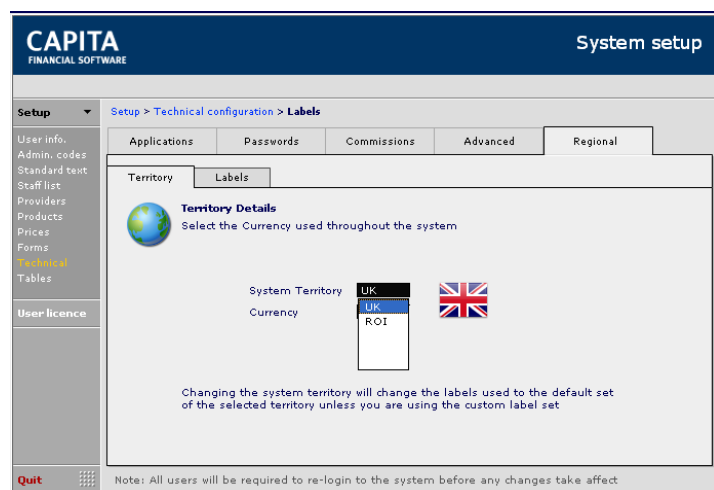 CAPITA
FINANCIAL SOFTWARE
System setup
Setup
Setup > Technical configuration > Labels
User info.
Admin. codes
Standard text
Staff list
Providers
Products
Prices
Forms
Technical
Tables
User licence
Quit
Applications Passwords Commissions Advanced Regional
Territory Labels
Territory Details
Select the Currency used throughout the system
System Territory UK
Currency
UK
ROI
Changing the system territory will change the labels used to the default set
of the selected territory unless you are using the custom label set
Note: All users will be required to re-login to the system before any changes take affect